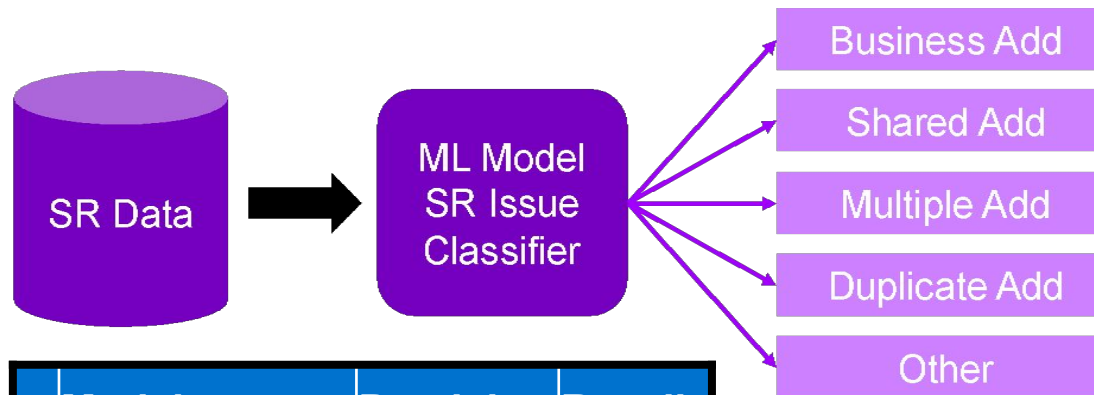 SR Data
ML Model
SR Issue
Classifier
Business Add
Shared Add
Multiple Add
Duplicate Add
Other